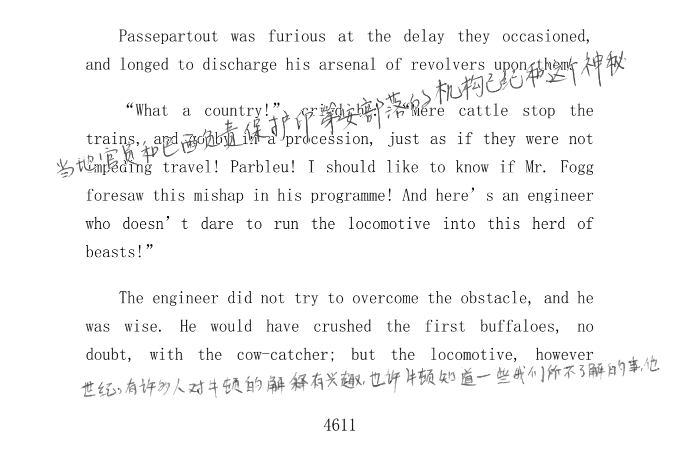 Passepartout was furious at the delay they occasioned,
and longed to discharge his arsenal of revolvers upon them.
“What a country!” cried he. “Mere cattle stop the
trains, and go by in a procession, just as if they were not
impeding travel! Parbleu! I should like to know if Mr. Fogg
foresaw this mishap in his programme! And here’s an engineer
who doesn’t dare to run the locomotive into this herd of
beasts!”
当地官员和巴西负责保护印第安部落的机构已经和这个神秘
The engineer did not try to overcome the obstacle, and he
was wise. He would have crushed the first buffaloes, no
doubt, with the cow-catcher; but the locomotive, however
世纪,有许多人对牛顿的解释有兴趣,也许牛顿知道一些我们所不了解的事,他
4611